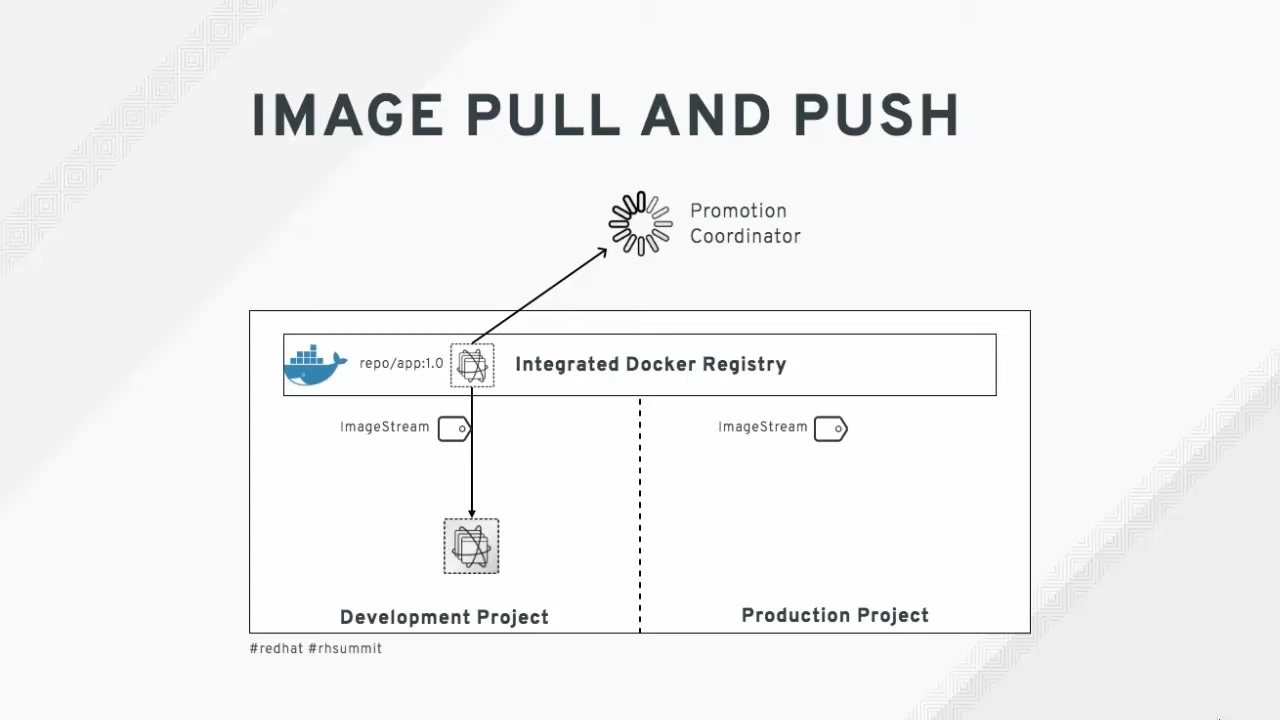 IMAGE PULL AND PUSH
Promotion
Coordinator
repo/app:1.0
Integrated Docker Registry
ImageStream
ImageStream
Development Project
Production Project
#redhat #rhsummit